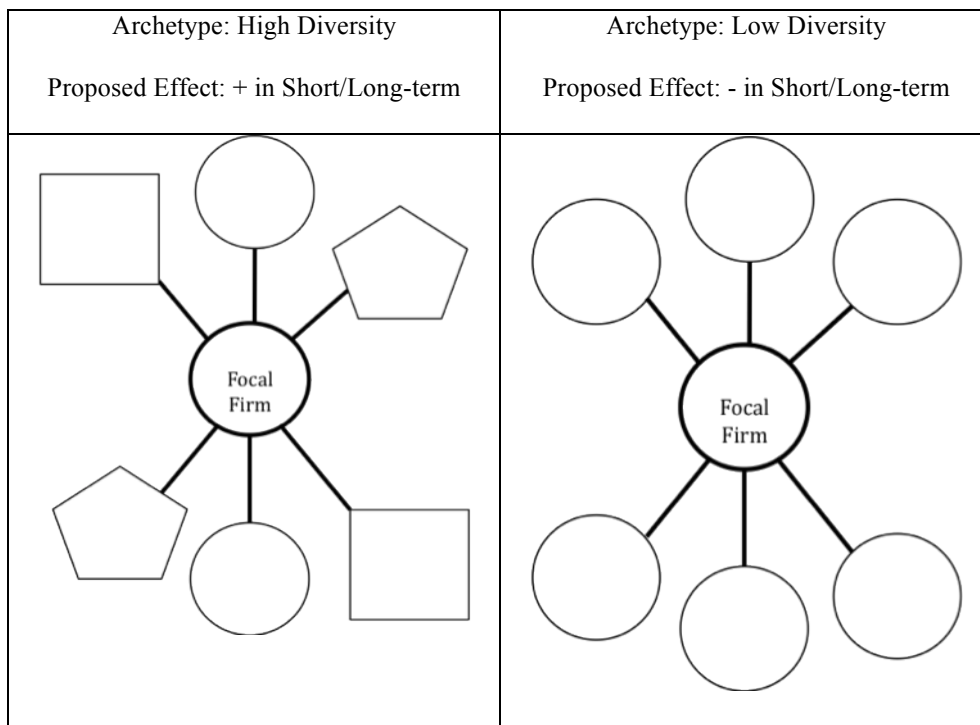 Archetype: High Diversity
Proposed Effect: + in Short/Long-term
Archetype: Low Diversity
Proposed Effect: - in Short/Long-term
Focal
Firm
Focal
Firm